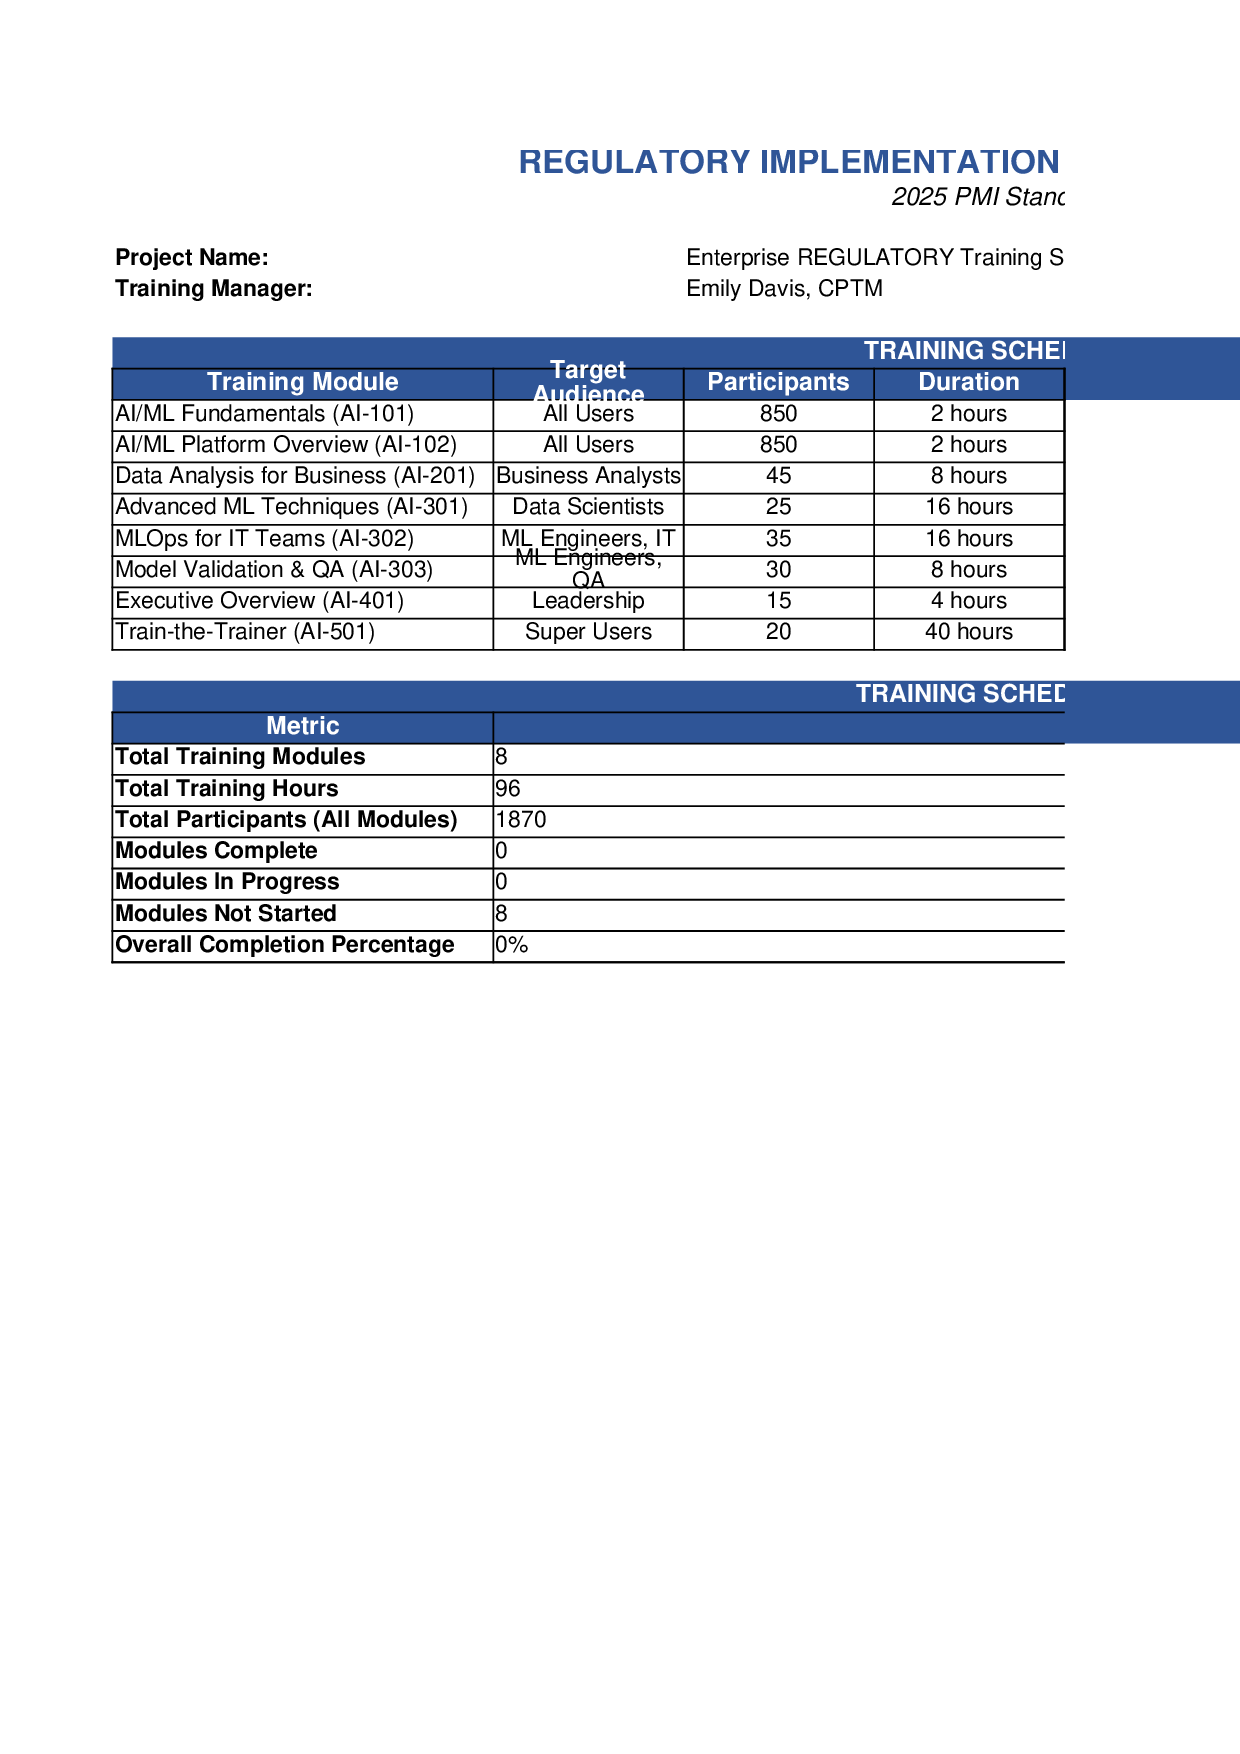 REGULATORY IMPLEMENTATION
2025 PMI
Project Name: Enterprise REGULATORY Training S
Training Manager: Emily Davis, CPTM
TRAINING
Training Module Target Audience Participants Duration
AI/ML Fundamentals (AI-101) All Users 850 2 hours
AI/ML Platform Overview (AI-102) All Users 850 2 hours
Data Analysis for Business (AI-201) Business Analysts 45 8 hours
Advanced ML Techniques (AI-301) Data Scientists 25 16 hours
MLOps for IT Teams (AI-302) ML Engineers, IT 35 16 hours
Model Validation & QA (AI-303) ML Engineers, QA 30 8 hours
Executive Overview (AI-401) Leadership 15 4 hours
Train-the-Trainer (AI-501) Super Users 20 40 hours
TRAINING SCHED
Metric
Total Training Modules 8
Total Training Hours 96
Total Participants (All Modules) 1870
Modules Complete 0
Modules In Progress 0
Modules Not Started 8
Overall Completion Percentage 0%